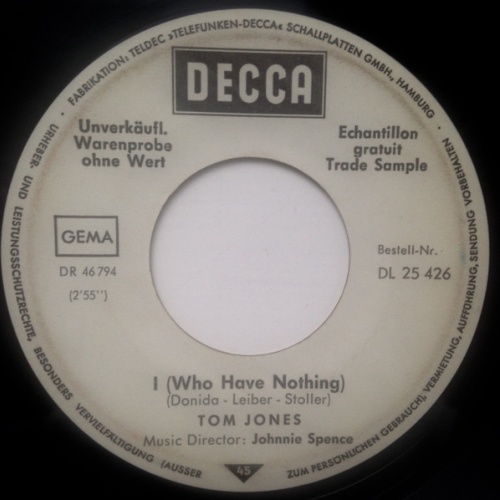 · FABRIKATION: TELDEC »TELEFUNKEN-DECCA« SCHALLPLATTEN GMBH., HAMBURG ·
URHEBER- UND LEISTUNGSSCHUTZRECHTE, BESONDERS VERVIELFÄLTIGUNG (AUSSER ZUM PERSÖNLICHEN GEBRAUCH), VERMIETUNG, AUFFÜHRUNG, SENDUNG VORBEHALTEN
DECCA
Unverkäufl.
Warenprobe
ohne Wert
Echantillon
gratuit
Trade Sample
GEMA
DR 46 794
(2'55'')
Bestell-Nr.
DL 25 426
I (Who Have Nothing)
(Donida - Leiber - Stoller)
TOM JONES
Music Director: Johnnie Spence
45